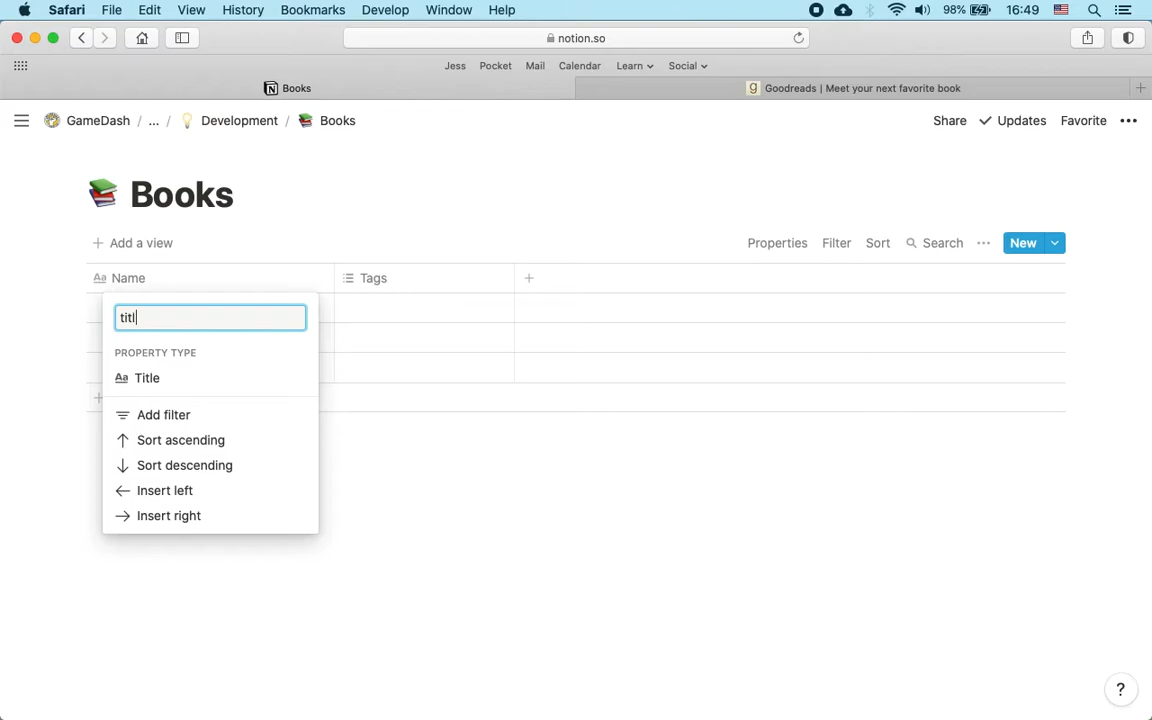 Safari File Edit View History Bookmarks Develop Window Help 98% 16:49
notion.so
Jess Pocket Mail Calendar Learn Social
Books Goodreads | Meet your next favorite book
GameDash / ... / Development / Books Share Updates Favorite •••
Books
Add a view Properties Filter Sort Search ••• New
Aa Name Tags
titl
PROPERTY TYPE
Aa Title
Add filter
Sort ascending
Sort descending
Insert left
Insert right
?